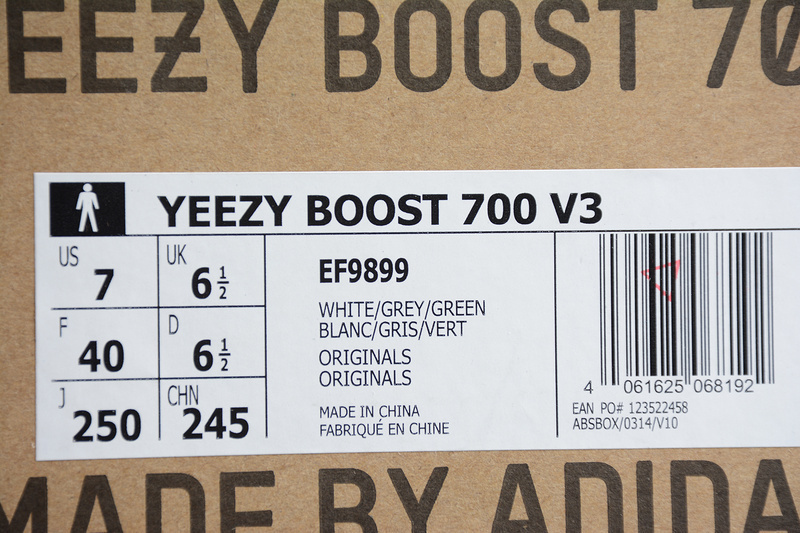 EEZY BOOST 70
YEEZY BOOST 700 V3
US 7 UK 6 1/2
F 40 D 6 1/2
J 250 CHN 245
EF9899
WHITE/GREY/GREEN
BLANC/GRIS/VERT
ORIGINALS
ORIGINALS
MADE IN CHINA
FABRIQUÉ EN CHINE
4 061625 068192
EAN PO# 123522458
ABSBOX/0314/V10
MADE BY ADIDA